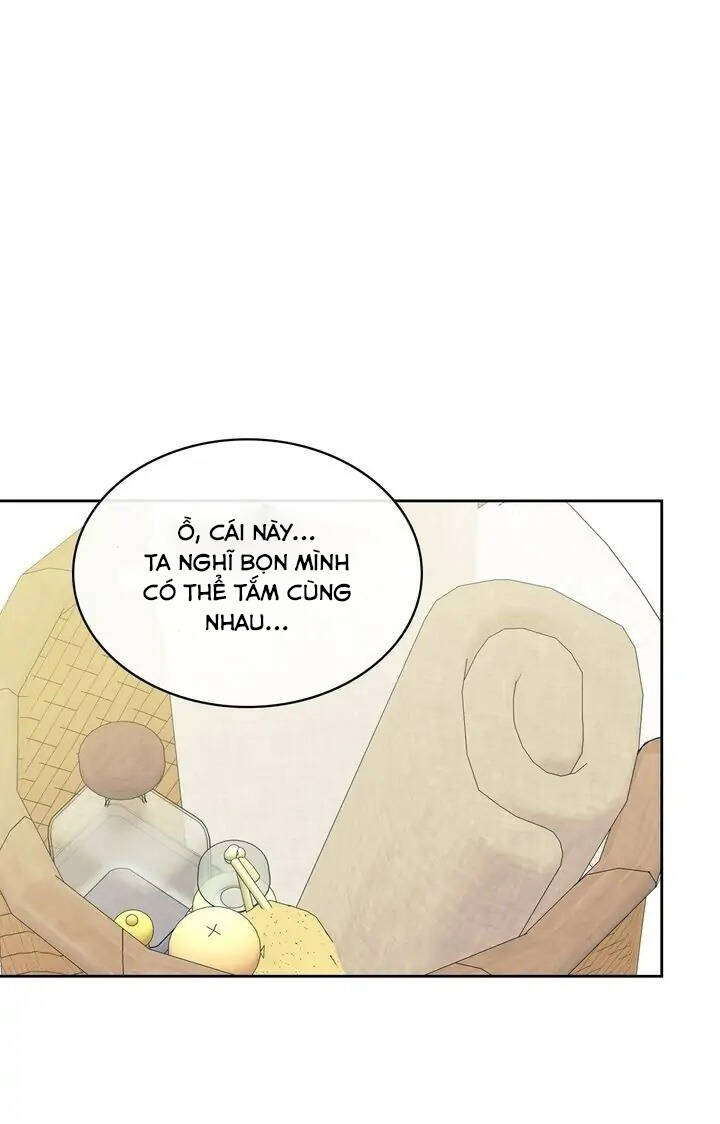 Ồ, CÁI NÀY...
TA NGHĨ BỌN MÌNH
CÓ THỂ TẮM CÙNG
NHAU...